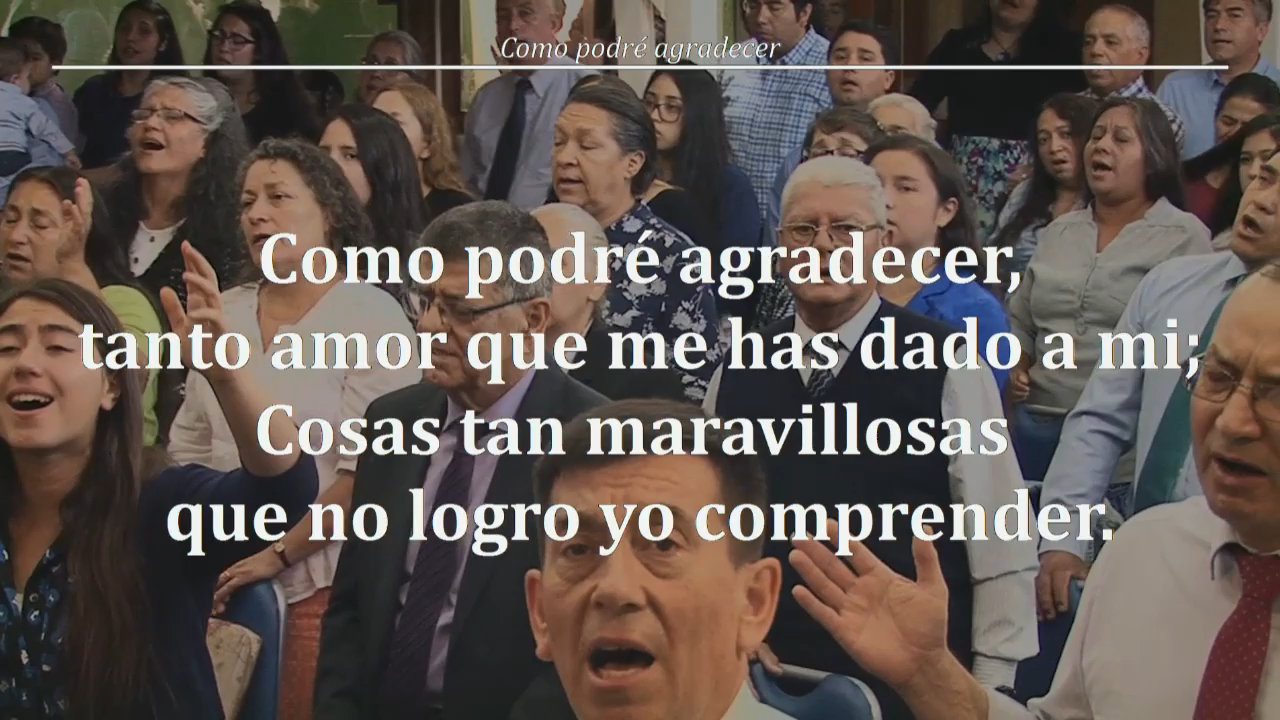 Como podré agradecer
Como podré agradecer,
tanto amor que me has dado a mi;
Cosas tan maravillosas
que no logro yo comprender.